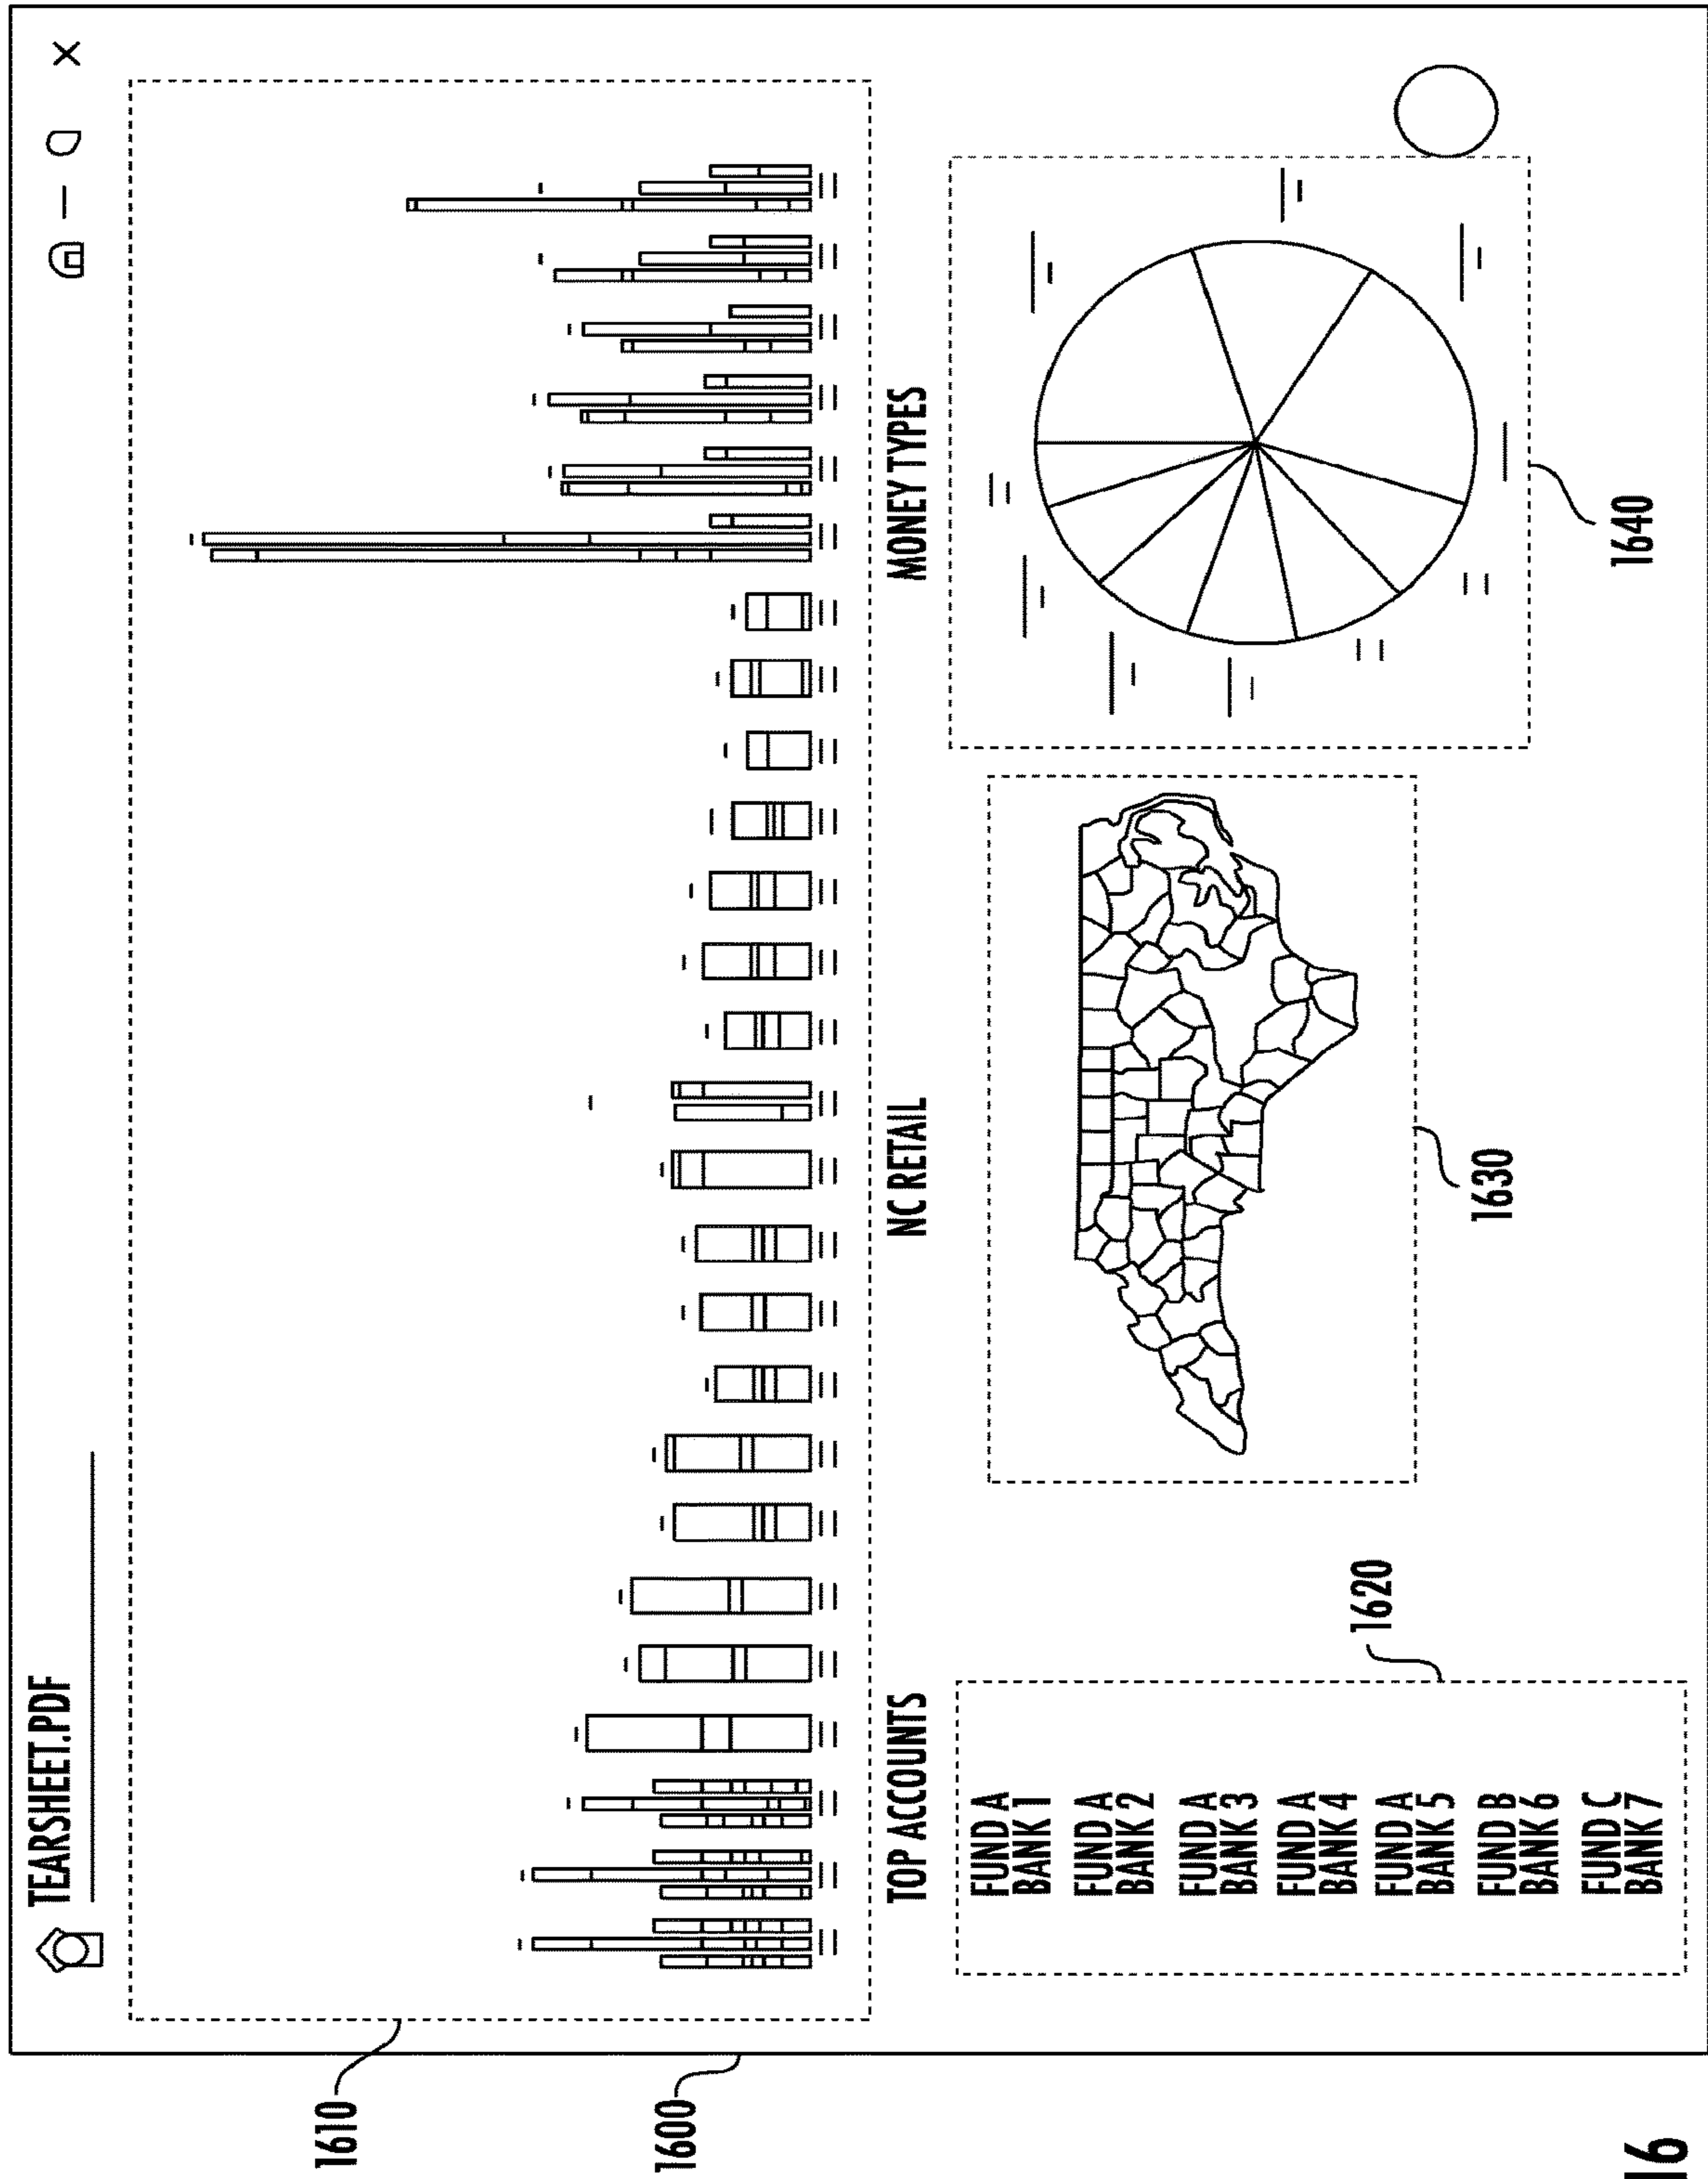 TEARSHEET.PDF
1610
1600
TOP ACCOUNTS
NC RETAIL
MONEY TYPES
FUND A
BANK 1
FUND A
BANK 2
FUND A
BANK 3
FUND A
BANK 4
FUND A
BANK 5
FUND B
BANK 6
FUND C
BANK 7
1620
1630
1640
16